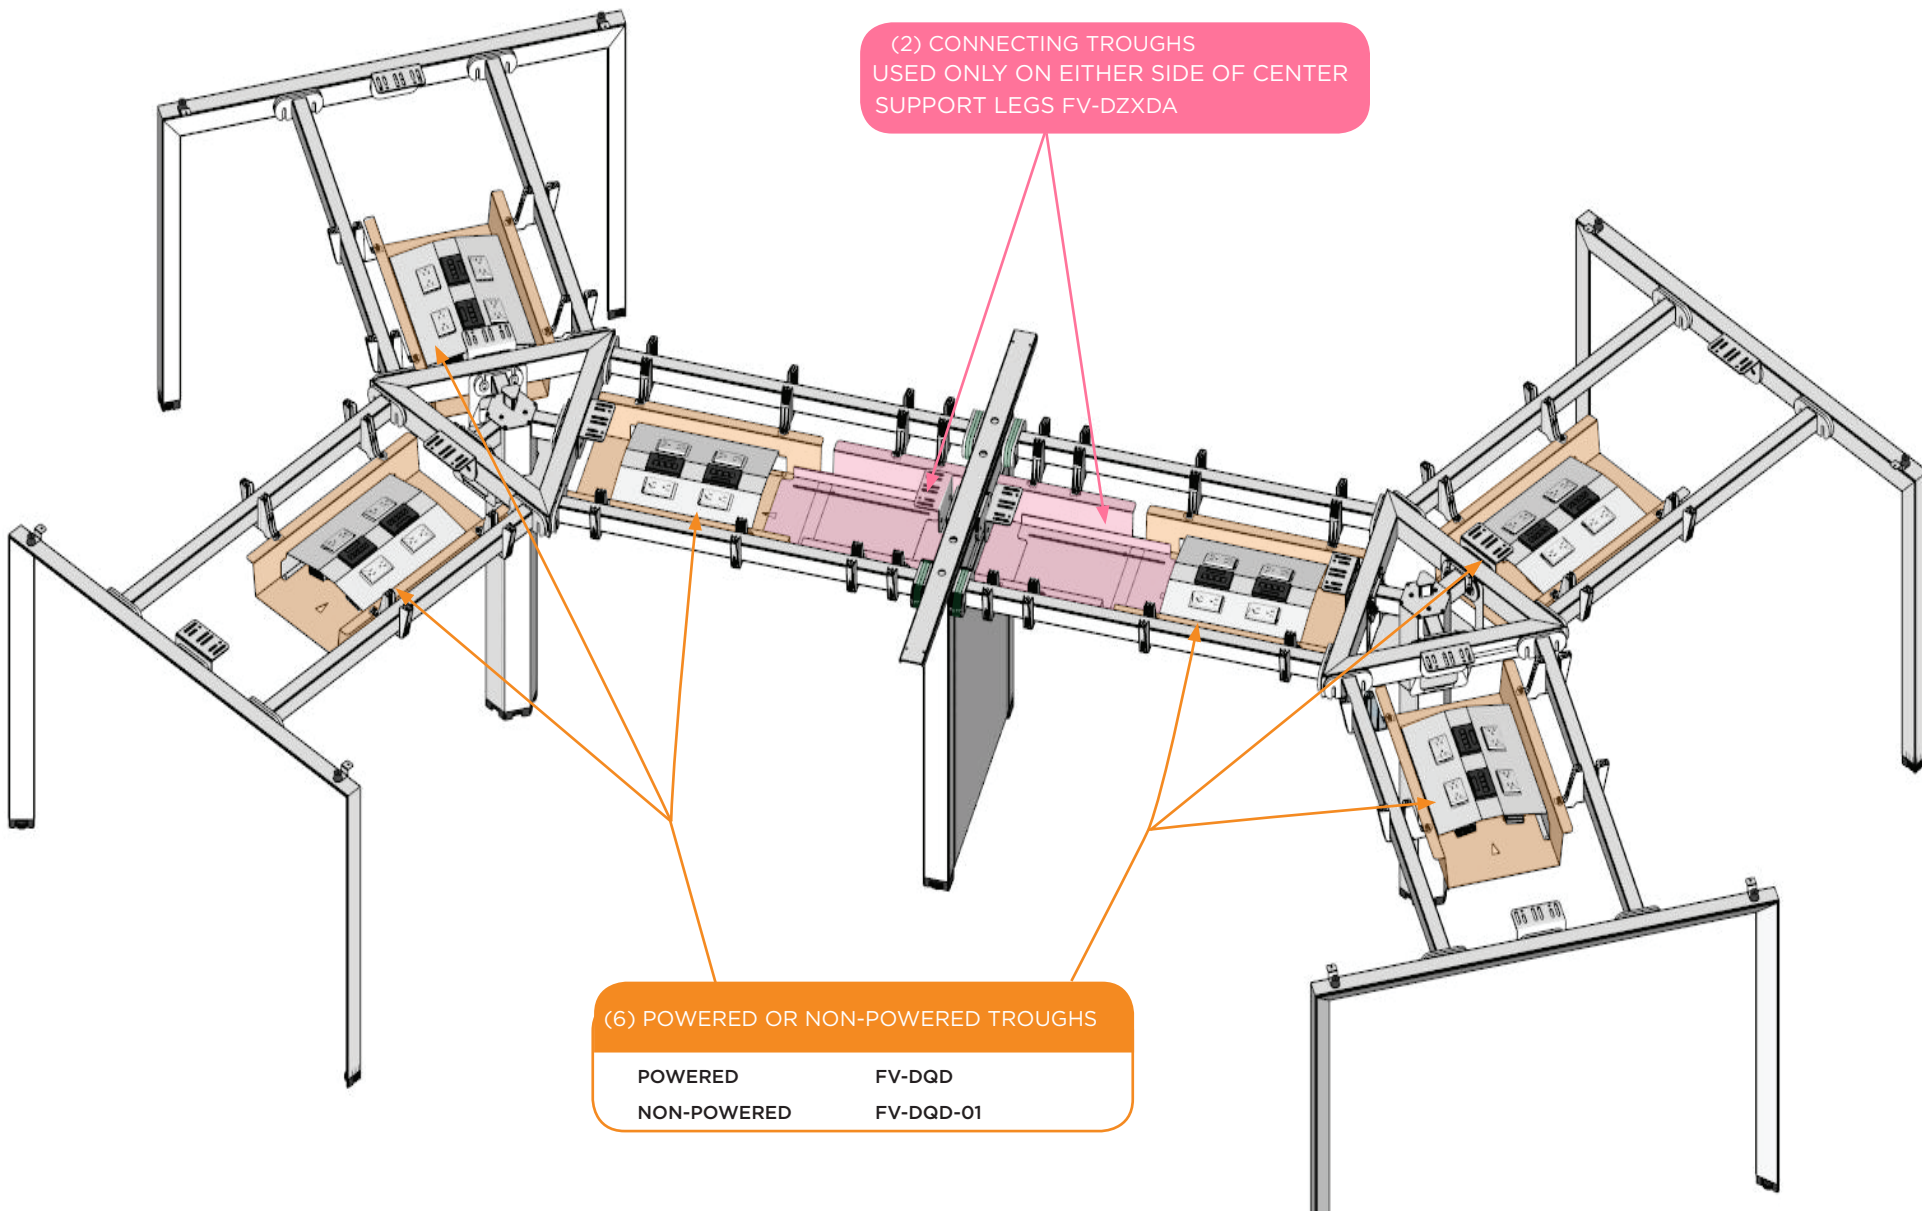 (2) CONNECTING TROUGHS
USED ONLY ON EITHER SIDE OF CENTER
SUPPORT LEGS FV-DZXDA
(6) POWERED OR NON-POWERED TROUGHS
POWERED FV-DQD
NON-POWERED FV-DQD-01